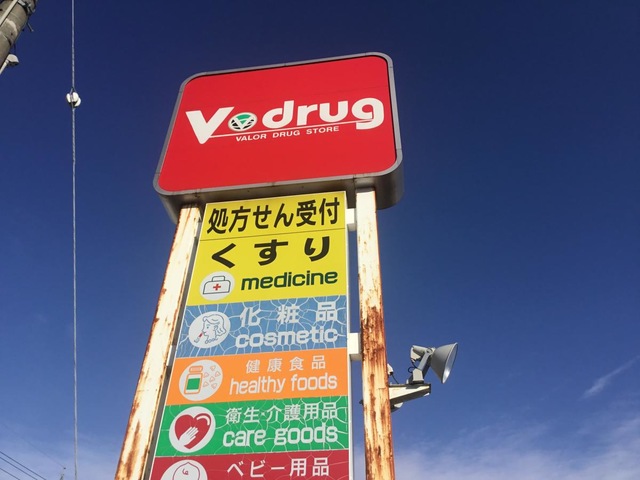 V drug
VALOR DRUG STORE
処方せん受付
くすり
medicine
化粧品
cosmetic
健康食品
healthy foods
衛生・介護用品
care goods
ベビー用品